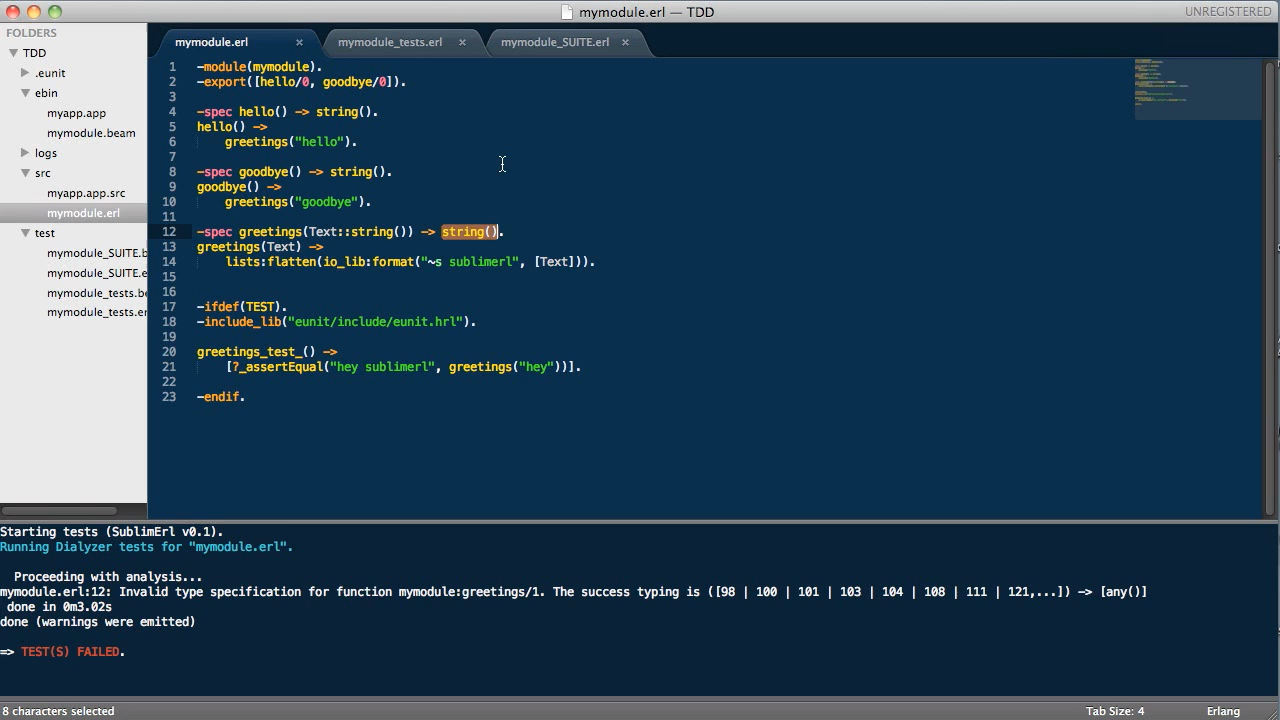 mymodule.erl — TDD
UNREGISTERED
FOLDERS
TDD
.eunit
ebin
myapp.app
mymodule.beam
logs
src
myapp.app.src
mymodule.erl
test
mymodule_SUITE.b
mymodule_SUITE.e
mymodule_tests.be
mymodule_tests.er
mymodule.erl × mymodule_tests.erl × mymodule_SUITE.erl ×
1 -module(mymodule).
2 -export([hello/0, goodbye/0]).
3
4 -spec hello() -> string().
5 hello() ->
6     greetings("hello").
7
8 -spec goodbye() -> string().
9 goodbye() ->
10     greetings("goodbye").
11
12 -spec greetings(Text::string()) -> string().
13 greetings(Text) ->
14     lists:flatten(io_lib:format("~s sublimerl", [Text])).
15
16
17 -ifdef(TEST).
18 -include_lib("eunit/include/eunit.hrl").
19
20 greetings_test_() ->
21     [?_assertEqual("hey sublimerl", greetings("hey"))].
22
23 -endif.
Starting tests (SublimErl v0.1).
Running Dialyzer tests for "mymodule.erl".
Proceeding with analysis...
mymodule.erl:12: Invalid type specification for function mymodule:greetings/1. The success typing is ([98 | 100 | 101 | 103 | 104 | 108 | 111 | 121,...]) -> [any()]
done in 0m3.02s
done (warnings were emitted)
=> TEST(S) FAILED.
8 characters selected
Tab Size: 4
Erlang